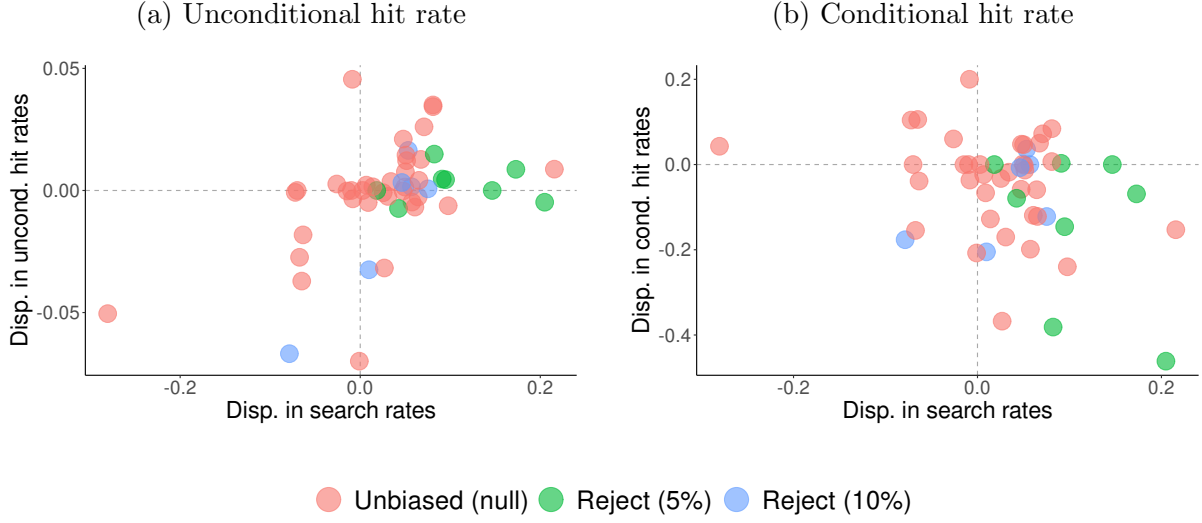 (a) Unconditional hit rate
(b) Conditional hit rate
Disp. in uncond. hit rates
0.05
0.00
-0.05
-0.2
0.0
0.2
Disp. in search rates
Disp. in cond. hit rates
0.2
0.0
-0.2
-0.4
-0.2
0.0
0.2
Disp. in search rates
Unbiased (null)
Reject (5%)
Reject (10%)